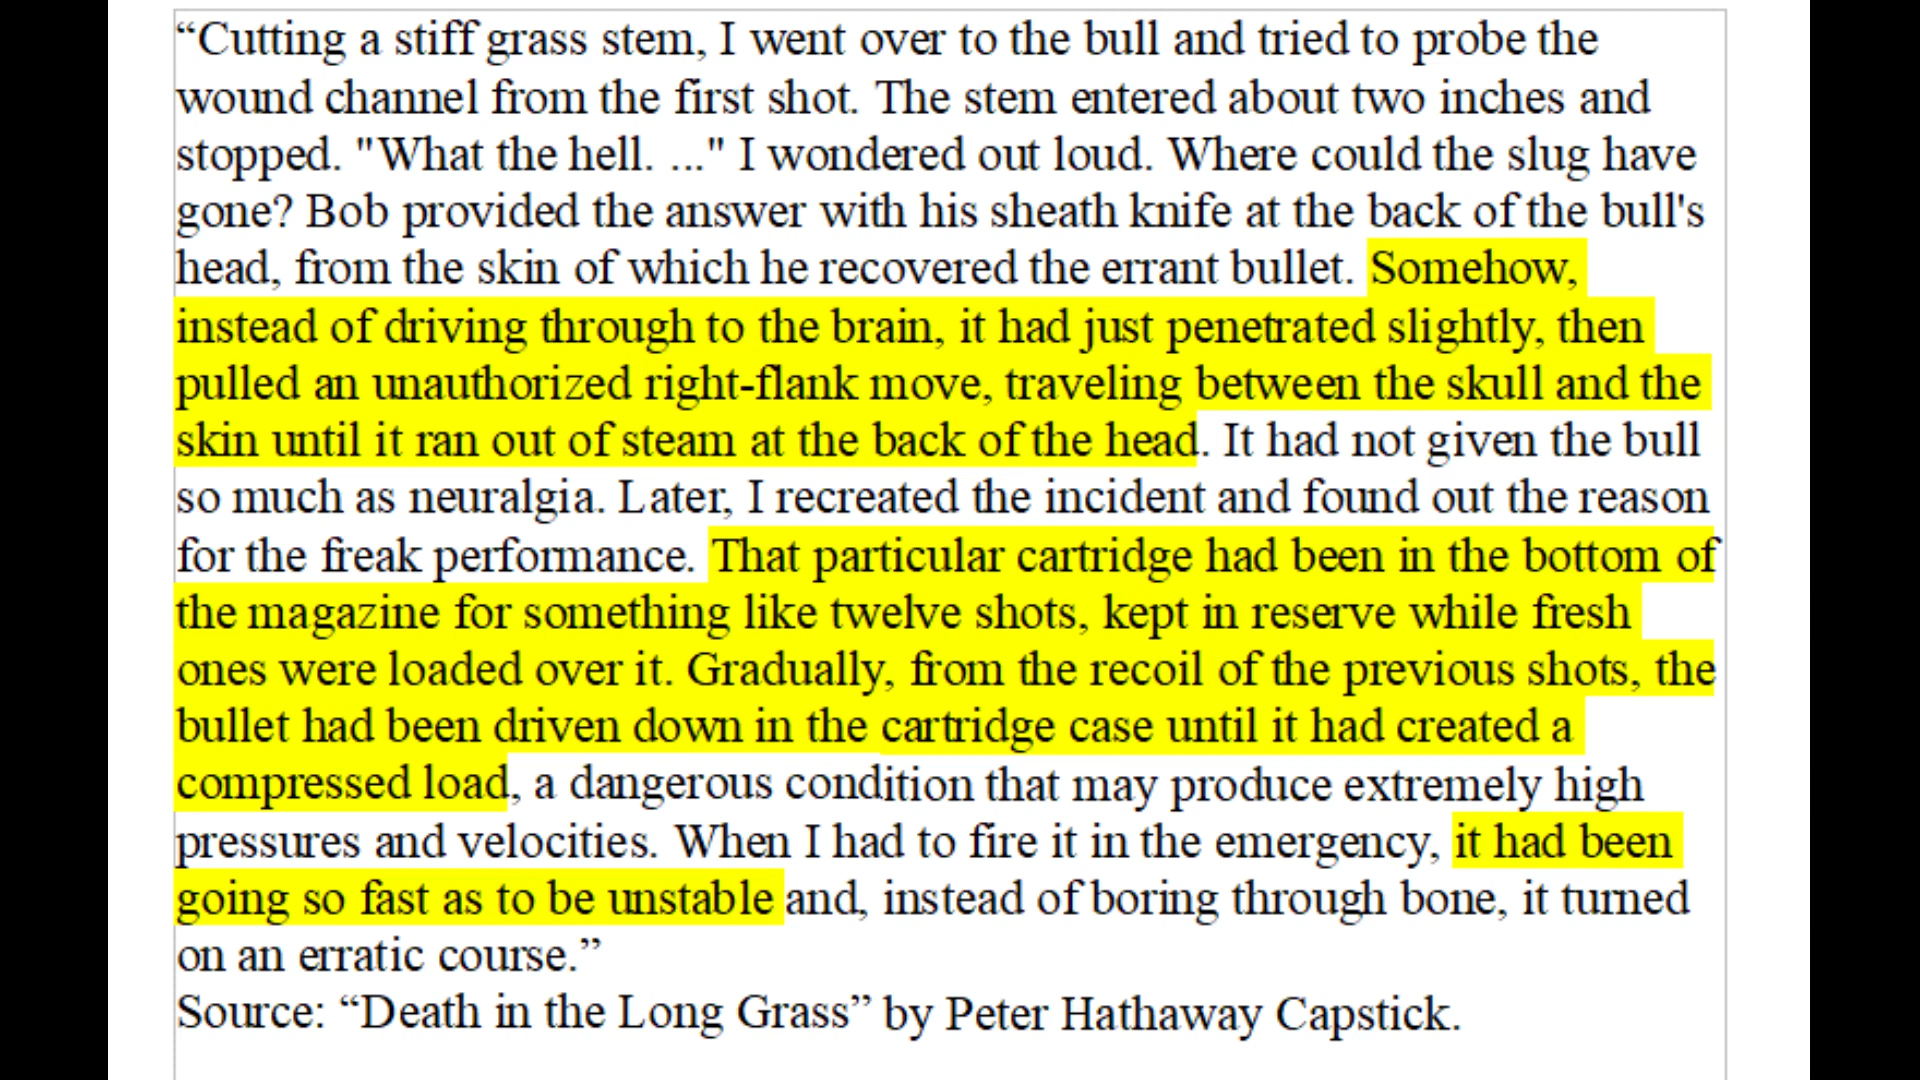 “Cutting a stiff grass stem, I went over to the bull and tried to probe the
wound channel from the first shot. The stem entered about two inches and
stopped. "What the hell. ..." I wondered out loud. Where could the slug have
gone? Bob provided the answer with his sheath knife at the back of the bull's
head, from the skin of which he recovered the errant bullet. Somehow,
instead of driving through to the brain, it had just penetrated slightly, then
pulled an unauthorized right-flank move, traveling between the skull and the
skin until it ran out of steam at the back of the head. It had not given the bull
so much as neuralgia. Later, I recreated the incident and found out the reason
for the freak performance. That particular cartridge had been in the bottom of
the magazine for something like twelve shots, kept in reserve while fresh
ones were loaded over it. Gradually, from the recoil of the previous shots, the
bullet had been driven down in the cartridge case until it had created a
compressed load, a dangerous condition that may produce extremely high
pressures and velocities. When I had to fire it in the emergency, it had been
going so fast as to be unstable and, instead of boring through bone, it turned
on an erratic course.”
Source: “Death in the Long Grass” by Peter Hathaway Capstick.